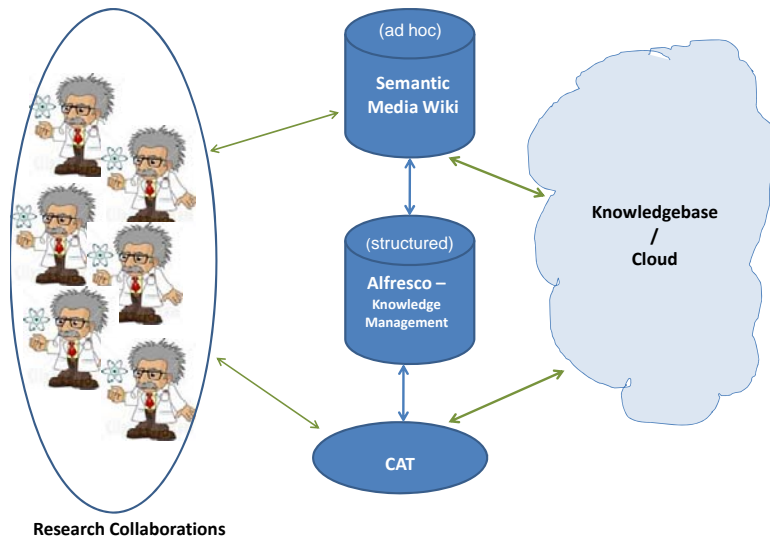 (ad hoc)
Semantic
Media Wiki
(structured)
Alfresco –
Knowledge
Management
CAT
Knowledgebase
/
Cloud
Research Collaborations